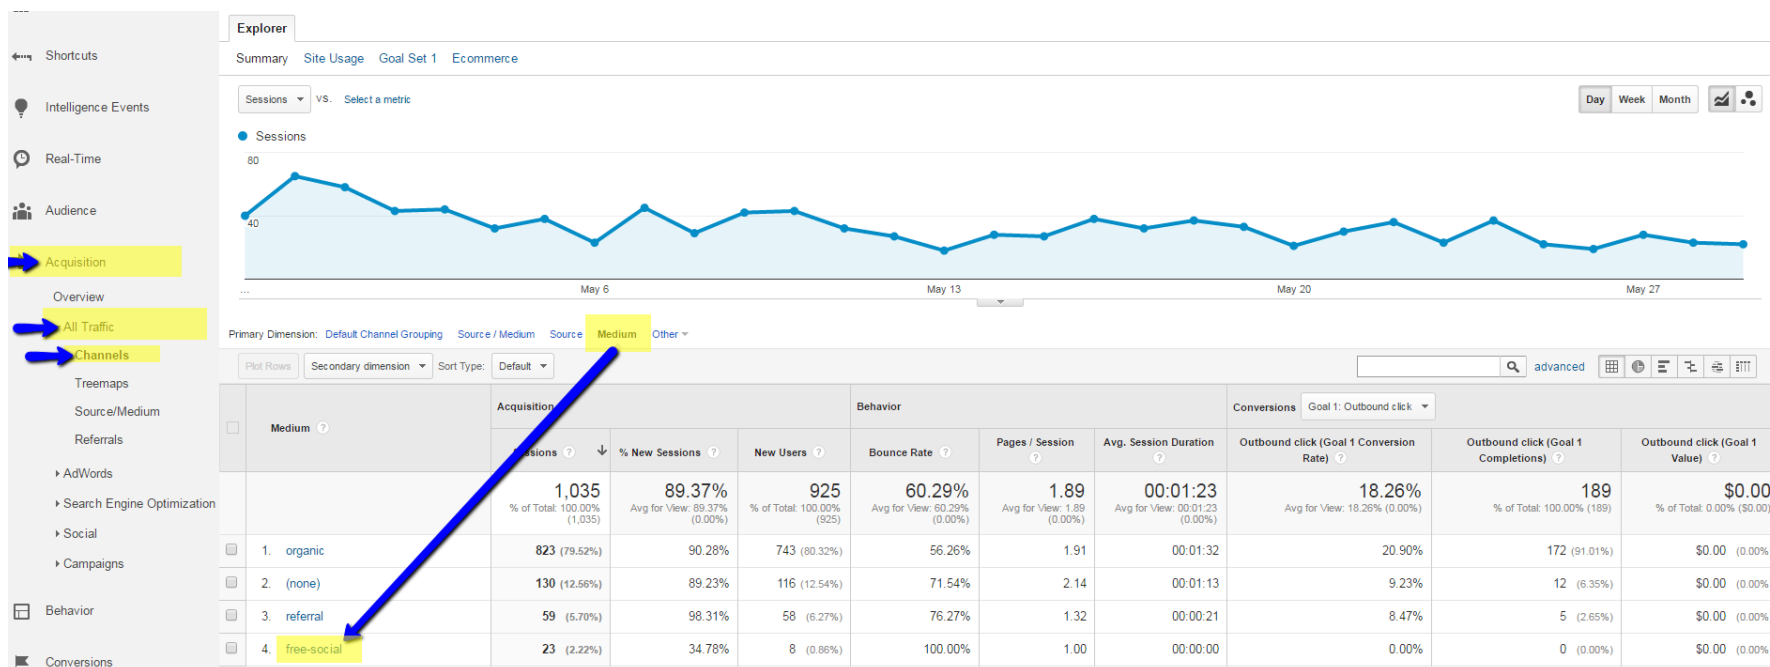 Explorer
Summary Site Usage Goal Set 1 Ecommerce
Sessions VS. Select a metric
Day Week Month
Sessions
80
40
... May 6 May 13 May 20 May 27
Shortcuts
Intelligence Events
Real-Time
Audience
Acquisition
Overview
All Traffic
Channels
Treemaps
Source/Medium
Referrals
AdWords
Search Engine Optimization
Social
Campaigns
Behavior
Conversions
Primary Dimension: Default Channel Grouping Source / Medium Source Medium Other
Plot Rows Secondary dimension Sort Type: Default advanced
Medium ?
Acquisition
Behavior
Conversions Goal 1: Outbound click
Sessions ? % New Sessions ? New Users ? Bounce Rate ? Pages / Session ? Avg. Session Duration ? Outbound click (Goal 1 Conversion Rate) ? Outbound click (Goal 1 Completions) ? Outbound click (Goal 1 Value) ?
1,035 89.37% 925 60.29% 1.89 00:01:23 18.26% 189 $0.00
% of Total: 100.00% (1,035) Avg for View: 89.37% (0.00%) % of Total: 100.00% (925) Avg for View: 60.29% (0.00%) Avg for View: 1.89 (0.00%) Avg for View: 00:01:23 (0.00%) Avg for View: 18.26% (0.00%) % of Total: 100.00% (189) % of Total: 0.00% ($0.00)
1. organic 823 (79.52%) 90.28% 743 (80.32%) 56.26% 1.91 00:01:32 20.90% 172 (91.01%) $0.00 (0.00%
2. (none) 130 (12.56%) 89.23% 116 (12.54%) 71.54% 2.14 00:01:13 9.23% 12 (6.35%) $0.00 (0.00%
3. referral 59 (5.70%) 98.31% 58 (6.27%) 76.27% 1.32 00:00:21 8.47% 5 (2.65%) $0.00 (0.00%
4. free-social 23 (2.22%) 34.78% 8 (0.86%) 100.00% 1.00 00:00:00 0.00% 0 (0.00%) $0.00 (0.00%